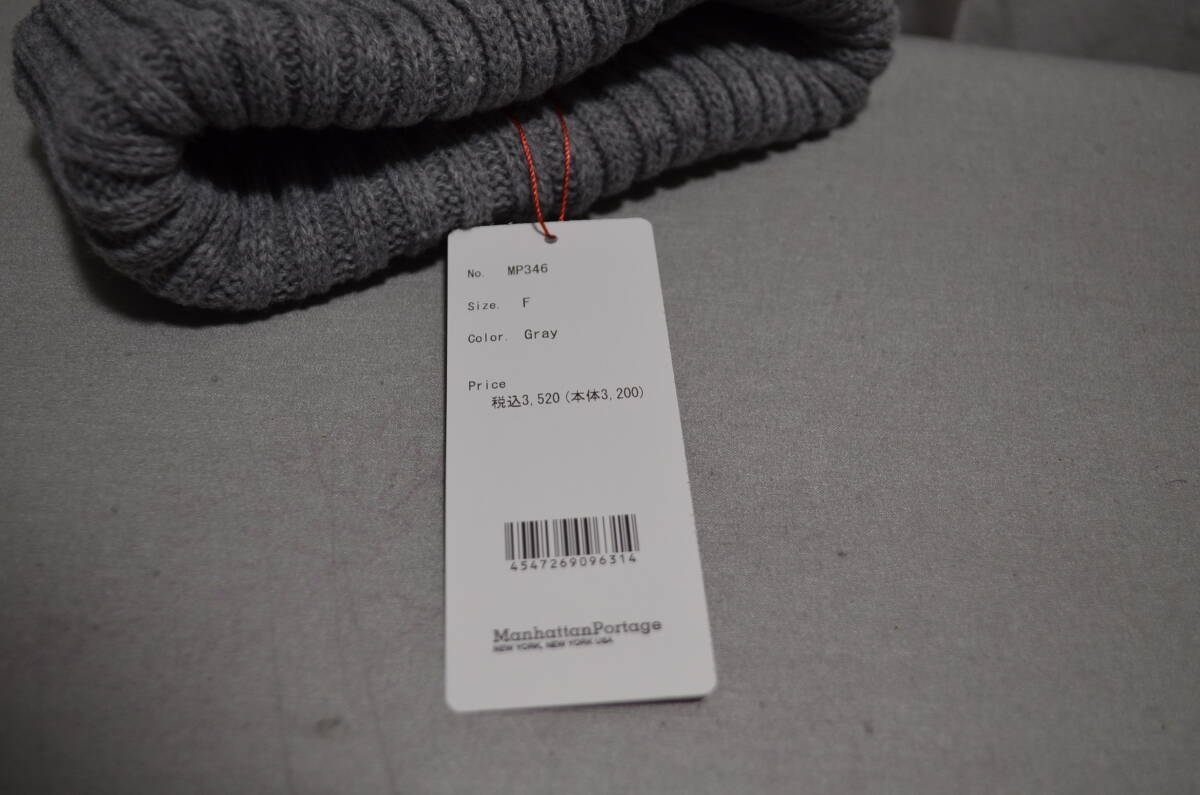 No. MP346
Size. F
Color. Gray
Price
税込3,520(本体3,200)
4547269096314
ManhattanPortage
NEW YORK, NEW YORK USA